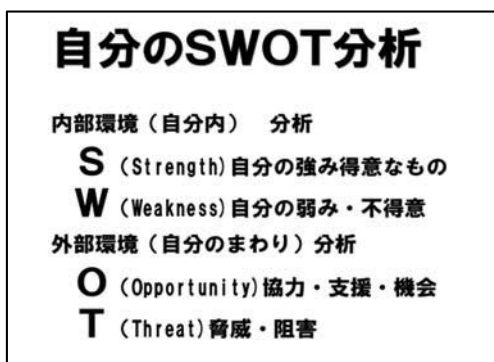 自分のSWOT分析
内部環境（自分内）　分析
S（Strength)自分の強み得意なもの
W（Weakness)自分の弱み・不得意
外部環境（自分のまわり）分析
O（Opportunity)協力・支援・機会
T（Threat)脅威・阻害